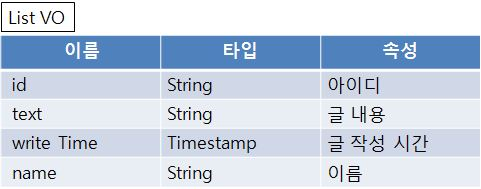 List VO
이름 타입 속성
id String 아이디
text String 글 내용
write Time Timestamp 글 작성 시간
name String 이름